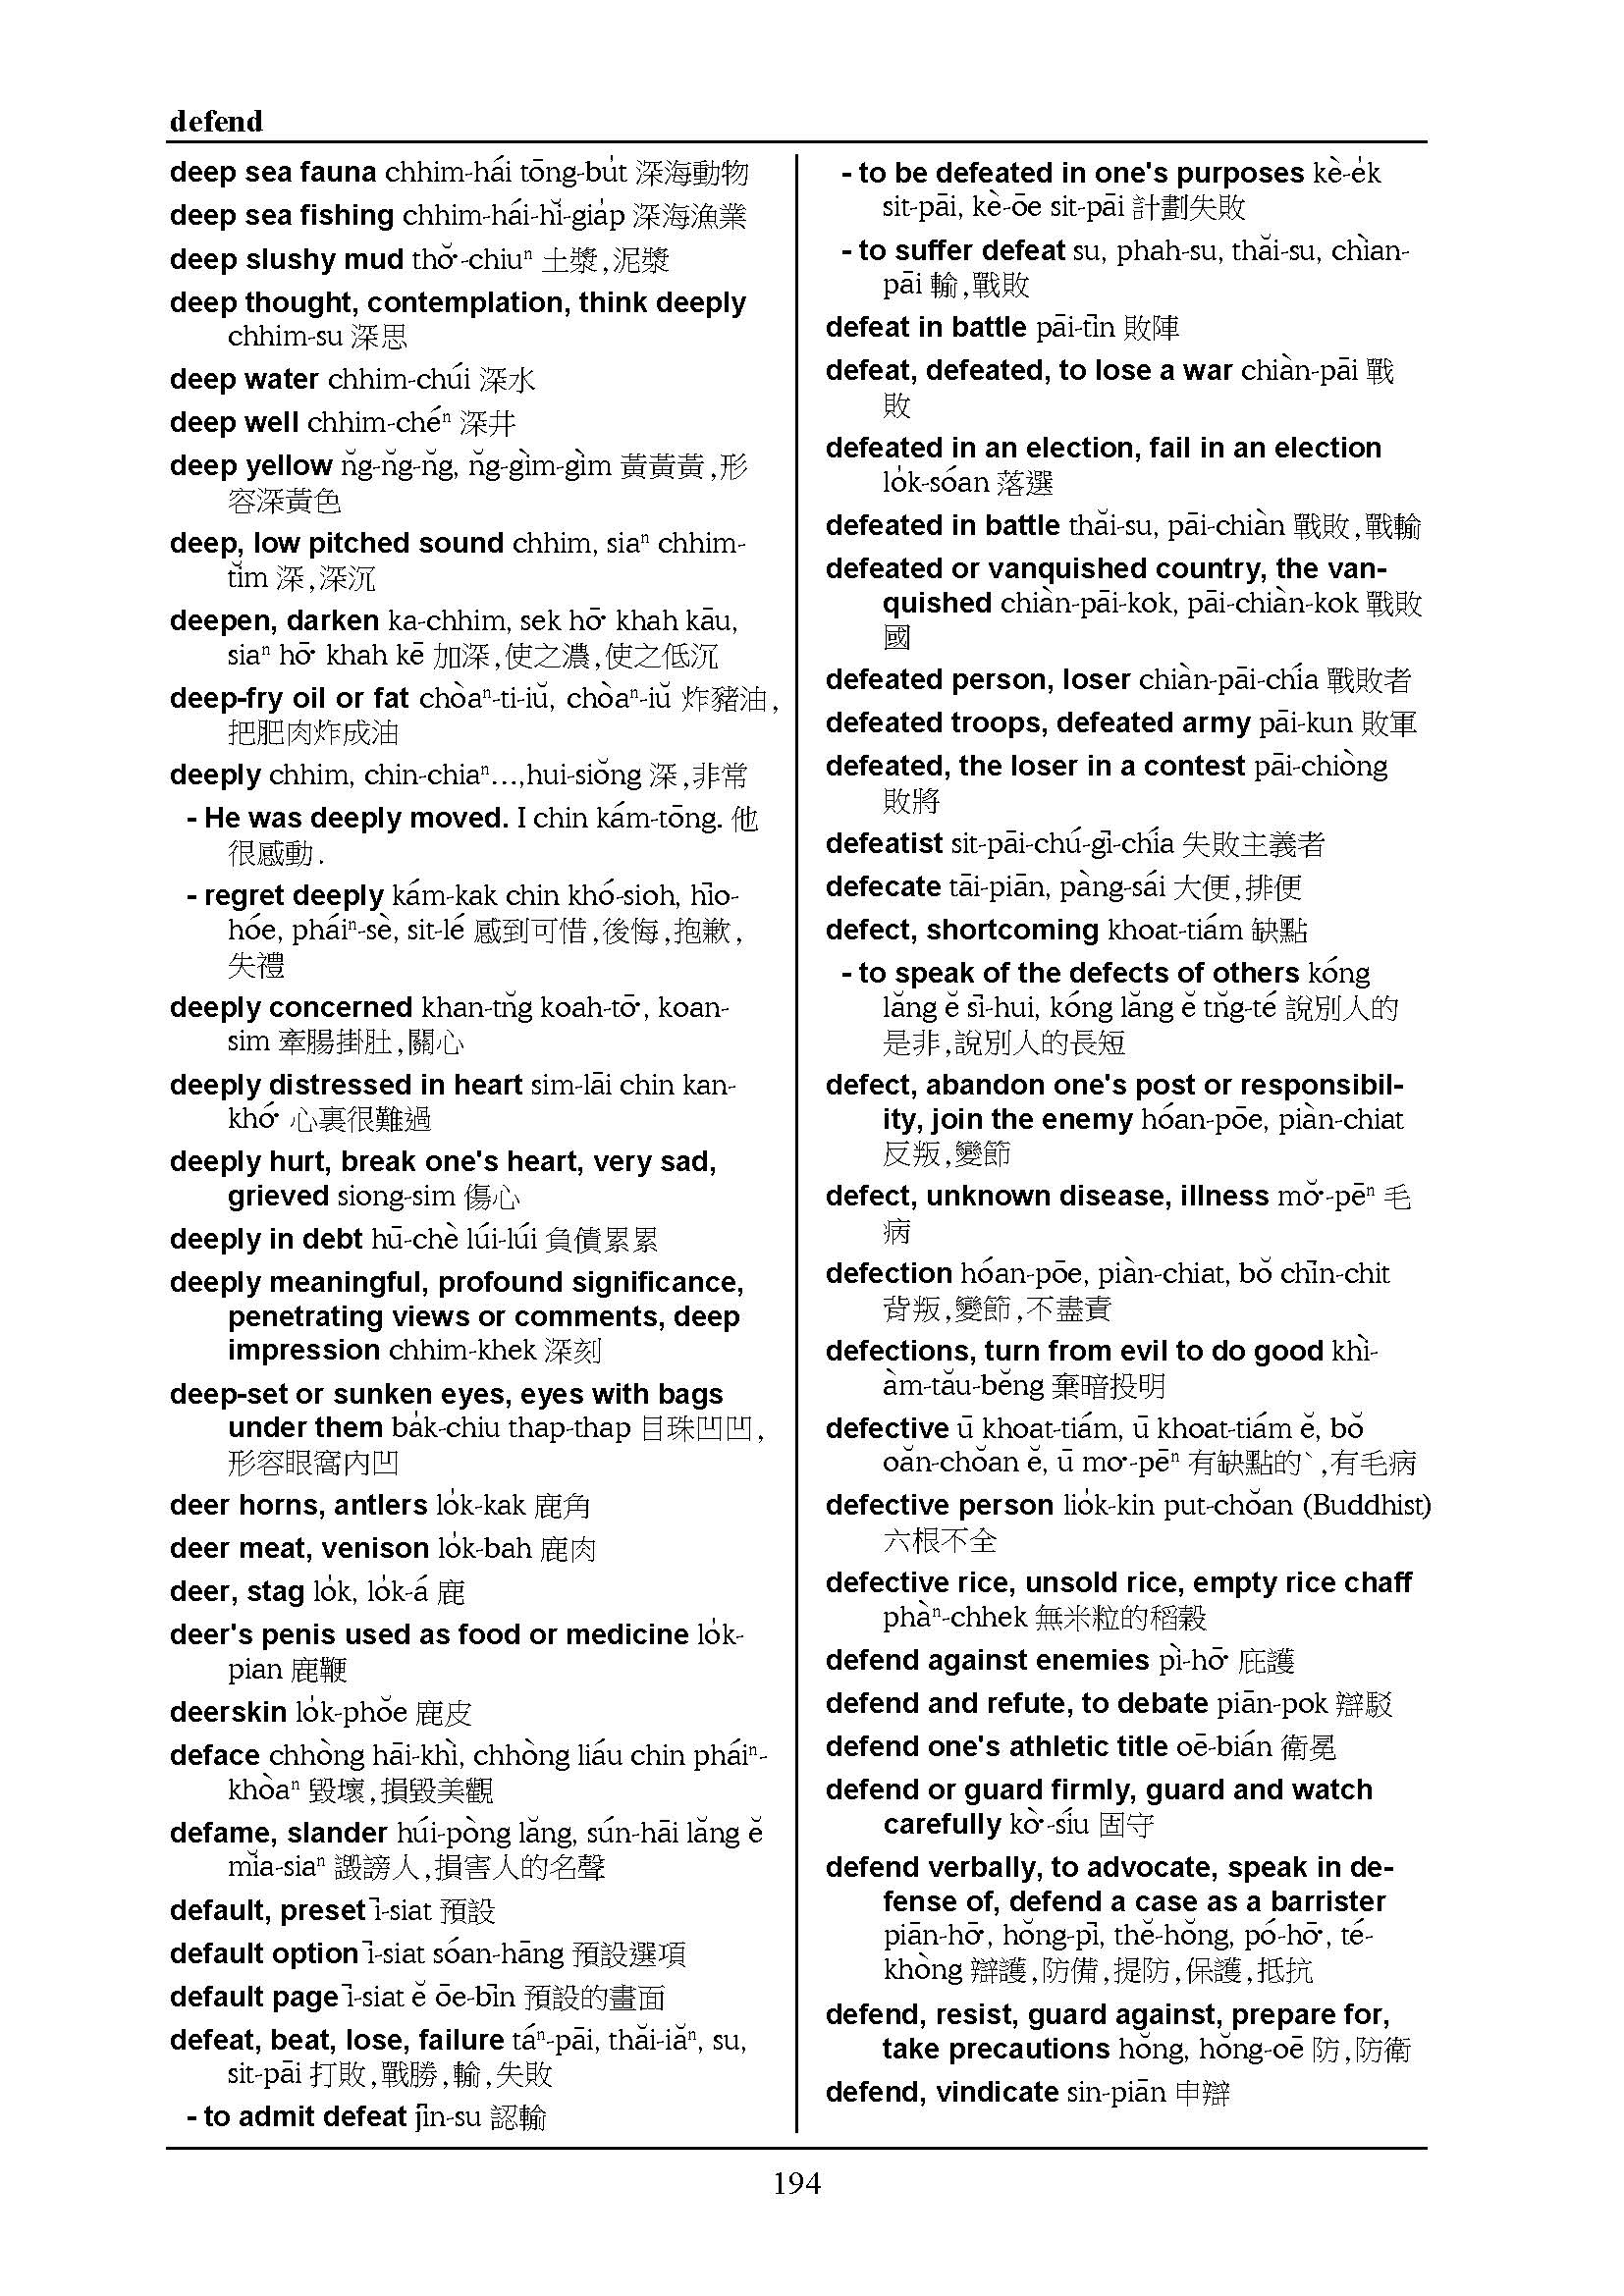 defend
deep sea fauna chhim-hái tōng-bu̍t 深海動物
deep sea fishing chhim-hái-hĭ-gia̍p 深海漁業
deep slushy mud thŏ͘-chiuⁿ 土漿,泥漿
deep thought, contemplation, think deeply
chhim-su 深思
deep water chhim-chúi 深水
deep well chhim-chéⁿ 深井
deep yellow n̆g-n̆g-n̆g, n̆g-gìm-gìm 黃黃黃,形
容深黃色
deep, low pitched sound chhim, siaⁿ chhim-
tĭm 深,深沉
deepen, darken ka-chhim, sek hō͘ khah kāu,
siaⁿ hō͘ khah kē 加深,使之濃,使之低沉
deep-fry oil or fat chòaⁿ-ti-iŭ, chòaⁿ-iŭ 炸豬油,
把肥肉炸成油
deeply chhim, chin-chiaⁿ...,hui-siŏng 深,非常
- He was deeply moved. I chin kám-tōng. 他
很感動.
- regret deeply kám-kak chin khó-sioh, hīo-
hóe, pháiⁿ-sè, sit-lé 感到可惜,後悔,抱歉,
失禮
deeply concerned khan-tn̆g koah-tō͘, koan-
sim 牽腸掛肚,關心
deeply distressed in heart sim-lāi chin kan-
khó͘ 心裏很難過
deeply hurt, break one's heart, very sad,
grieved siong-sim 傷心
deeply in debt hū-chè lúi-lúi 負債累累
deeply meaningful, profound significance,
penetrating views or comments, deep
impression chhim-khek 深刻
deep-set or sunken eyes, eyes with bags
under them ba̍k-chiu thap-thap 目珠凹凹,
形容眼窩內凹
deer horns, antlers lo̍k-kak 鹿角
deer meat, venison lo̍k-bah 鹿肉
deer, stag lo̍k, lo̍k-á 鹿
deer's penis used as food or medicine lo̍k-
pian 鹿鞭
deerskin lo̍k-phŏe 鹿皮
deface chhòng hāi-khì, chhòng liáu chin pháiⁿ-
khòaⁿ 毀壞,損毀美觀
defame, slander húi-pòng lăng, sún-hāi lăng ĕ
mĭa-siaⁿ 譭謗人,損害人的名聲
default, preset ī-siat 預設
default option ī-siat sóan-hāng 預設選項
default page ī-siat ĕ ōe-bīn 預設的畫面
defeat, beat, lose, failure táⁿ-pāi, thăi-iăⁿ, su,
sit-pāi 打敗,戰勝,輸,失敗
- to admit defeat jīn-su 認輸
- to be defeated in one's purposes kè-e̍k
sit-pāi, kè-ōe sit-pāi 計劃失敗
- to suffer defeat su, phah-su, thăi-su, chìan-
pāi 輸,戰敗
defeat in battle pāi-tīn 敗陣
defeat, defeated, to lose a war chiàn-pāi 戰
敗
defeated in an election, fail in an election
lo̍k-sóan 落選
defeated in battle thăi-su, pāi-chiàn 戰敗,戰輸
defeated or vanquished country, the van-
quished chiàn-pāi-kok, pāi-chiàn-kok 戰敗
國
defeated person, loser chiàn-pāi-chía 戰敗者
defeated troops, defeated army pāi-kun 敗軍
defeated, the loser in a contest pāi-chiòng
敗將
defeatist sit-pāi-chú-gī-chía 失敗主義者
defecate tāi-piān, pàng-sái 大便,排便
defect, shortcoming khoat-tiám 缺點
- to speak of the defects of others kóng
lăng ĕ sī-hui, kóng lăng ĕ tn̆g-té 說別人的
是非,說別人的長短
defect, abandon one's post or responsibil-
ity, join the enemy hóan-pōe, piàn-chiat
反叛,變節
defect, unknown disease, illness mŏ͘-pēⁿ 毛
病
defection hóan-pōe, piàn-chiat, bŏ chīn-chit
背叛,變節,不盡責
defections, turn from evil to do good khì-
àm-tău-bĕng 棄暗投明
defective ū khoat-tiám, ū khoat-tiám ĕ, bŏ
oăn-chŏan ĕ, ū mo͘-pēⁿ 有缺點的ˋ,有毛病
defective person lio̍k-kin put-chŏan (Buddhist)
六根不全
defective rice, unsold rice, empty rice chaff
phàⁿ-chhek 無米粒的稻穀
defend against enemies pì-hō͘ 庇護
defend and refute, to debate piān-pok 辯駁
defend one's athletic title oē-bián 衛冕
defend or guard firmly, guard and watch
carefully kò͘-síu 固守
defend verbally, to advocate, speak in de-
fense of, defend a case as a barrister
piān-hō͘, hŏng-pī, thĕ-hŏng, pó-hō͘, té-
khòng 辯護,防備,提防,保護,抵抗
defend, resist, guard against, prepare for,
take precautions hŏng, hŏng-oē 防,防衛
defend, vindicate sin-piān 申辯
194